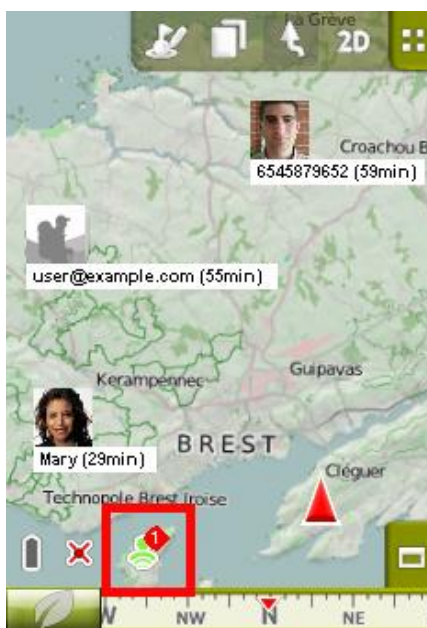 La Grève
2D
Croachou B
6545879652 (59min)
user@example.com (55min)
Guipavas
Kerampennec
Mary (29min)
BREST
Cléguer
Technopole Brest Iroise
1
W NW N NE